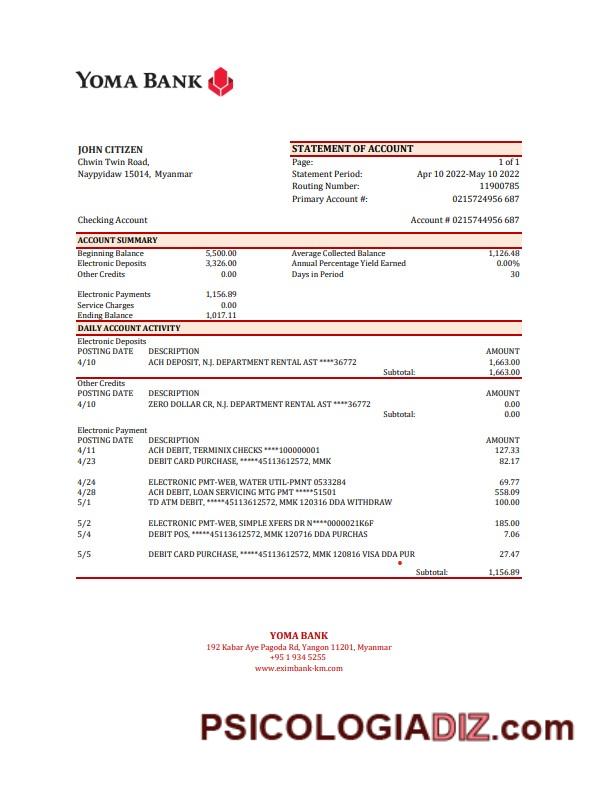 YOMA BANK
JOHN CITIZEN
Chwin Twin Road,
Naypyidaw 15014, Myanmar
STATEMENT OF ACCOUNT
Page: 1 of 1
Statement Period: Apr 10 2022-May 10 2022
Routing Number: 11900785
Primary Account #: 0215724956 687
Checking Account Account # 0215744956 687
ACCOUNT SUMMARY
Beginning Balance 5,500.00 Average Collected Balance 1,126.48
Electronic Deposits 3,326.00 Annual Percentage Yield Earned 0.00%
Other Credits 0.00 Days in Period 30
Electronic Payments 1,156.89
Service Charges 0.00
Ending Balance 1,017.11
DAILY ACCOUNT ACTIVITY
Electronic Deposits
POSTING DATE DESCRIPTION AMOUNT
4/10 ACH DEPOSIT, N.J. DEPARTMENT RENTAL AST ****36772 1,663.00
Subtotal: 1,663.00
Other Credits
POSTING DATE DESCRIPTION AMOUNT
4/10 ZERO DOLLAR CR, N.J. DEPARTMENT RENTAL AST ****36772 0.00
Subtotal: 0.00
Electronic Payment
POSTING DATE DESCRIPTION AMOUNT
4/11 ACH DEBIT, TERMINIX CHECKS ****100000001 127.33
4/23 DEBIT CARD PURCHASE, *****45113612572, MMK 82.17
4/24 ELECTRONIC PMT-WEB, WATER UTIL-PMNT 0533284 69.77
4/28 ACH DEBIT, LOAN SERVICING MTG PMT *****51501 558.09
5/1 TD ATM DEBIT, *****45113612572, MMK 120316 DDA WITHDRAW 100.00
5/2 ELECTRONIC PMT-WEB, SIMPLE XFERS DR N****0000021K6F 185.00
5/4 DEBIT POS, *****45113612572, MMK 120716 DDA PURCHAS 7.06
5/5 DEBIT CARD PURCHASE, *****45113612572, MMK 120816 VISA DDA PUR 27.47
Subtotal: 1,156.89
YOMA BANK
192 Kabar Aye Pagoda Rd, Yangon 11201, Myanmar
+95 1 934 5255
www.eximbank-km.com
PSICOLOGIADIZ.com